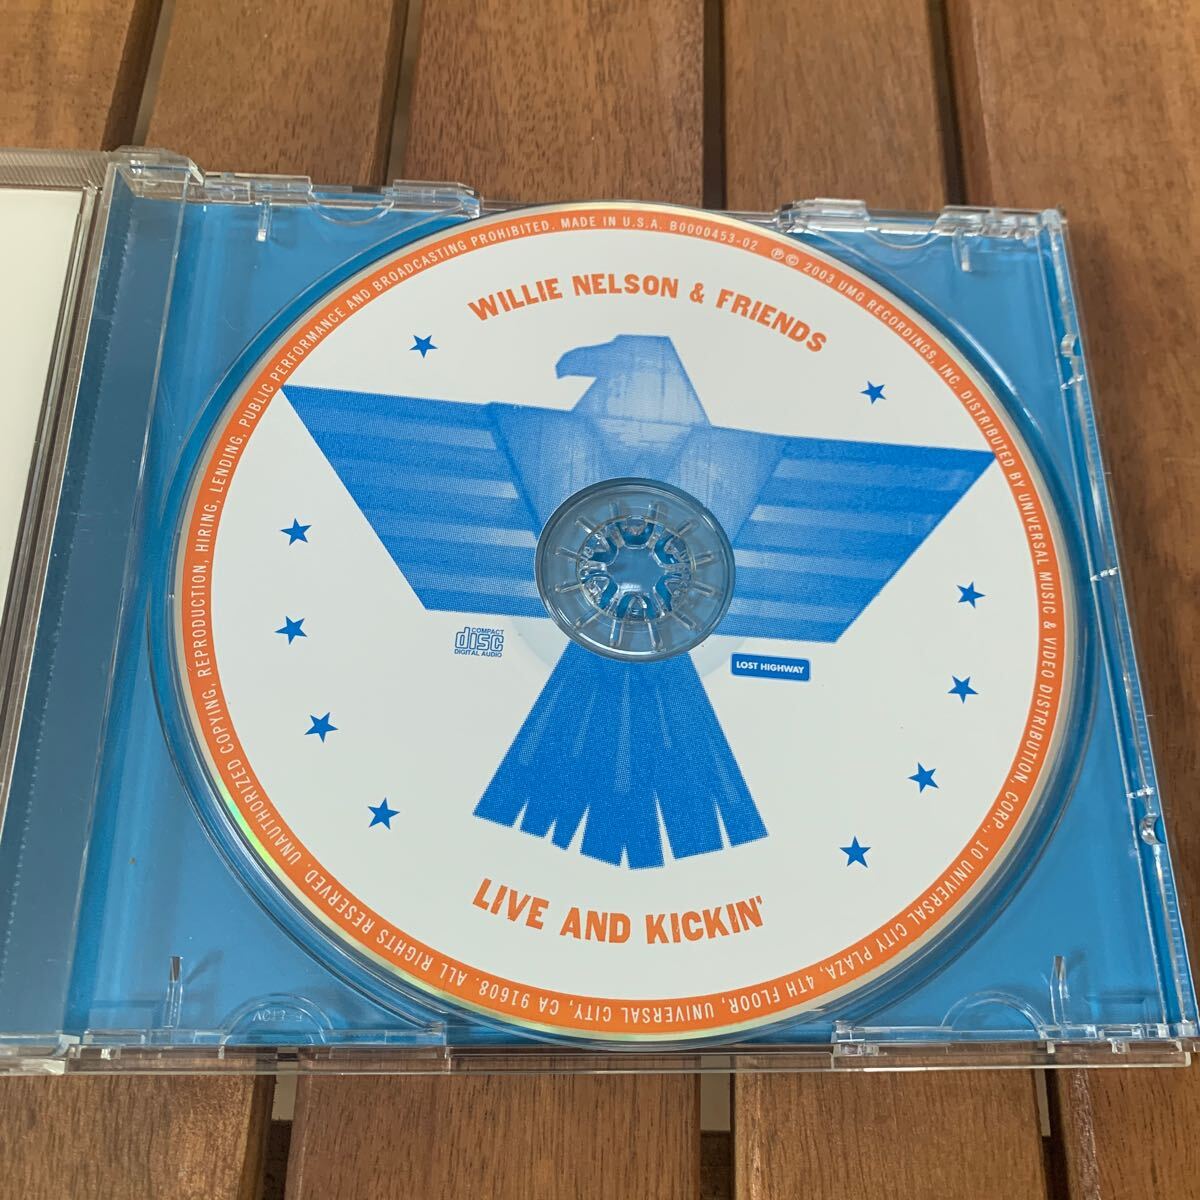 WILLIE NELSON & FRIENDS
COMPACT
disc
DIGITAL AUDIO
LOST HIGHWAY
LIVE AND KICKIN'
℗© 2003 UMG RECORDINGS, INC. DISTRIBUTED BY UNIVERSAL MUSIC & VIDEO DISTRIBUTION, CORP., 10 UNIVERSAL CITY PLAZA, 4TH FLOOR, UNIVERSAL CITY, CA 91608. ALL RIGHTS RESERVED. UNAUTHORIZED COPYING, REPRODUCTION, HIRING, LENDING, PUBLIC PERFORMANCE AND BROADCASTING PROHIBITED. MADE IN U.S.A. B0000453-02